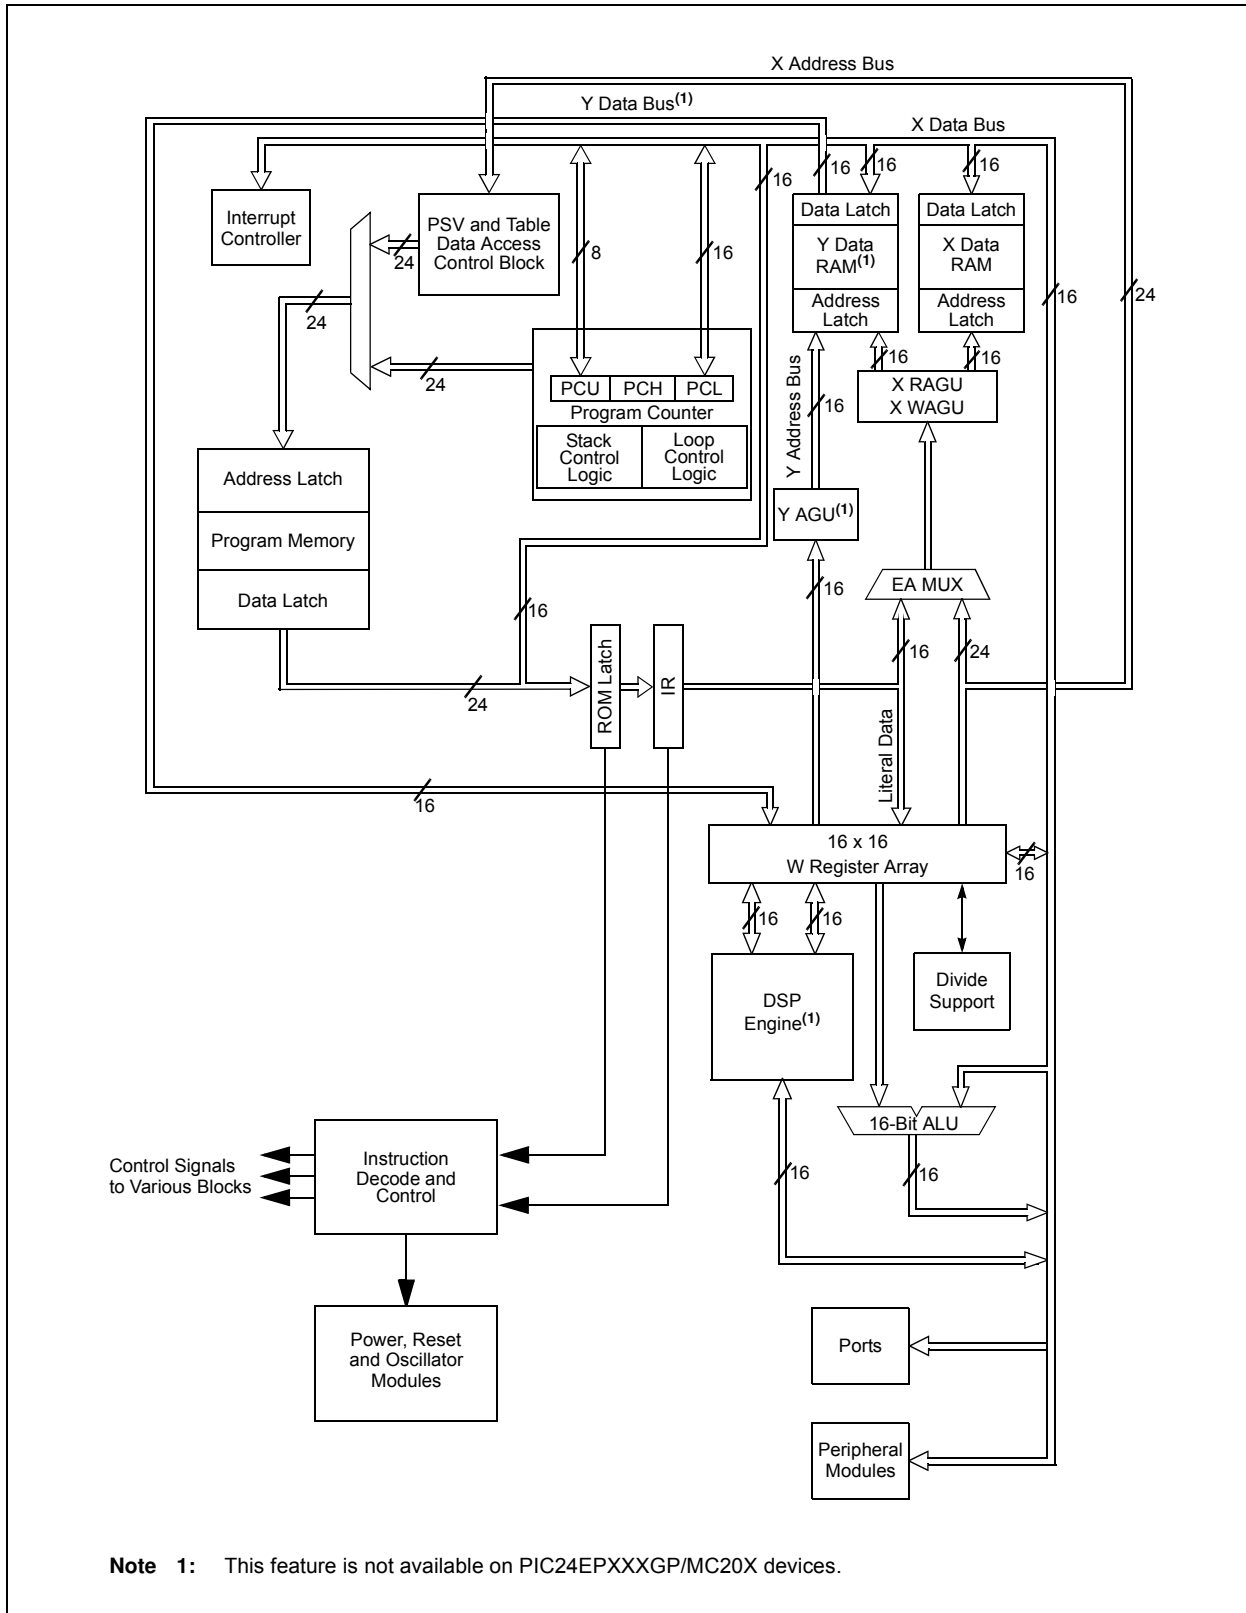 X Address Bus
Y Data Bus(1)
X Data Bus
16
16
16
16
Interrupt
Controller
PSV and Table
Data Access
Control Block
24
8
16
Data Latch
Y Data
RAM(1)
Address
Latch
Data Latch
X Data
RAM
Address
Latch
16
24
24
24
16
16
PCU
PCH
PCL
Program Counter
Stack
Control
Logic
Loop
Control
Logic
X RAGU
X WAGU
Y Address Bus
16
Address Latch
Program Memory
Data Latch
Y AGU(1)
16
EA MUX
16
16
24
24
ROM Latch
IR
Literal Data
16
16 x 16
W Register Array
16
16
16
DSP
Engine(1)
Divide
Support
16-Bit ALU
16
16
Control Signals
to Various Blocks
Instruction
Decode and
Control
Power, Reset
and Oscillator
Modules
Ports
Peripheral
Modules
Note 1: This feature is not available on PIC24EPXXXGP/MC20X devices.